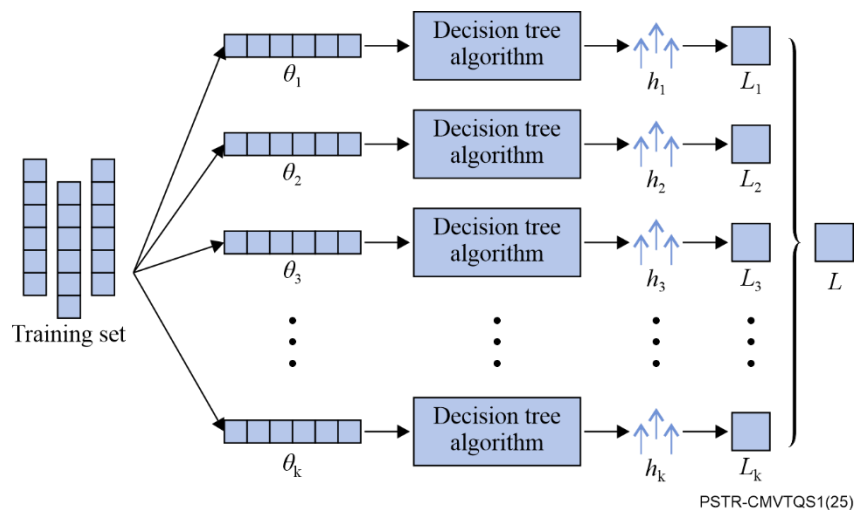 Decision tree
algorithm
θ₁
h₁
L₁
Decision tree
algorithm
θ₂
h₂
L₂
Decision tree
algorithm
θ₃
h₃
L₃
L
Training set
Decision tree
algorithm
θₖ
hₖ
Lₖ
PSTR-CMVTQS1(25)